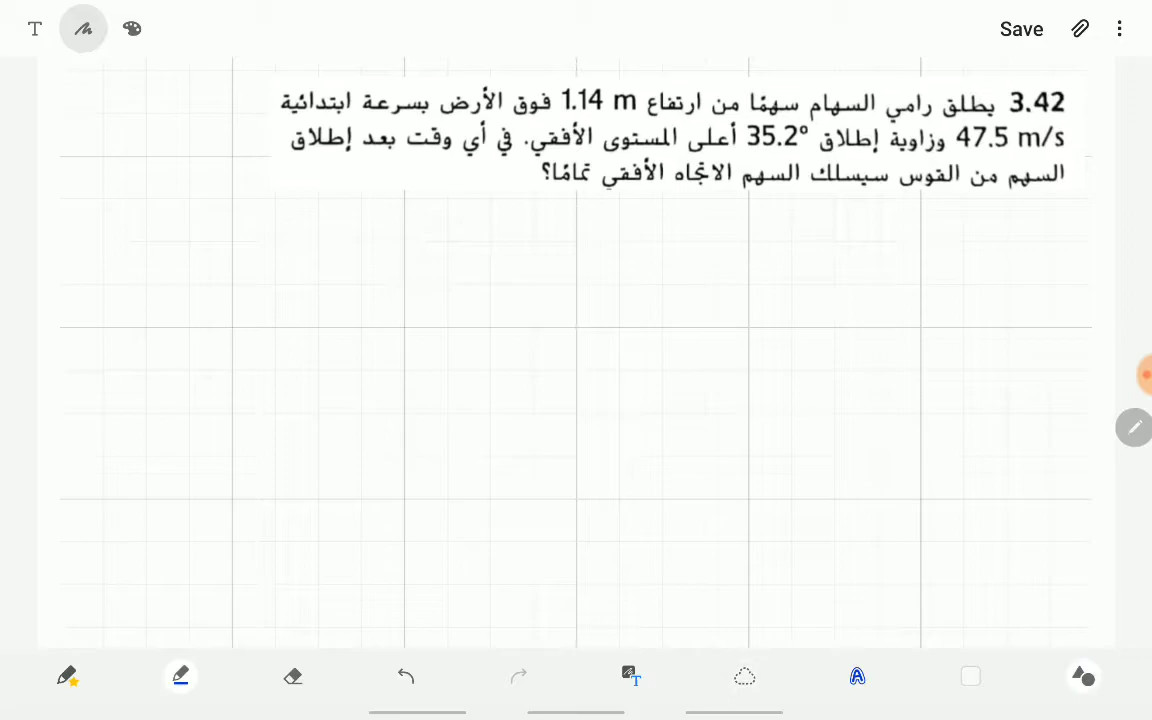 T
Save
3.42 يطلق رامي السهام سهمًا من ارتفاع 1.14 m فوق الأرض بسرعة ابتدائية
47.5 m/s وزاوية إطلاق 35.2° أعلى المستوى الأفقي. في أي وقت بعد إطلاق
السهم من القوس سيسلك السهم الاتجاه الأفقي تمامًا؟
T
A